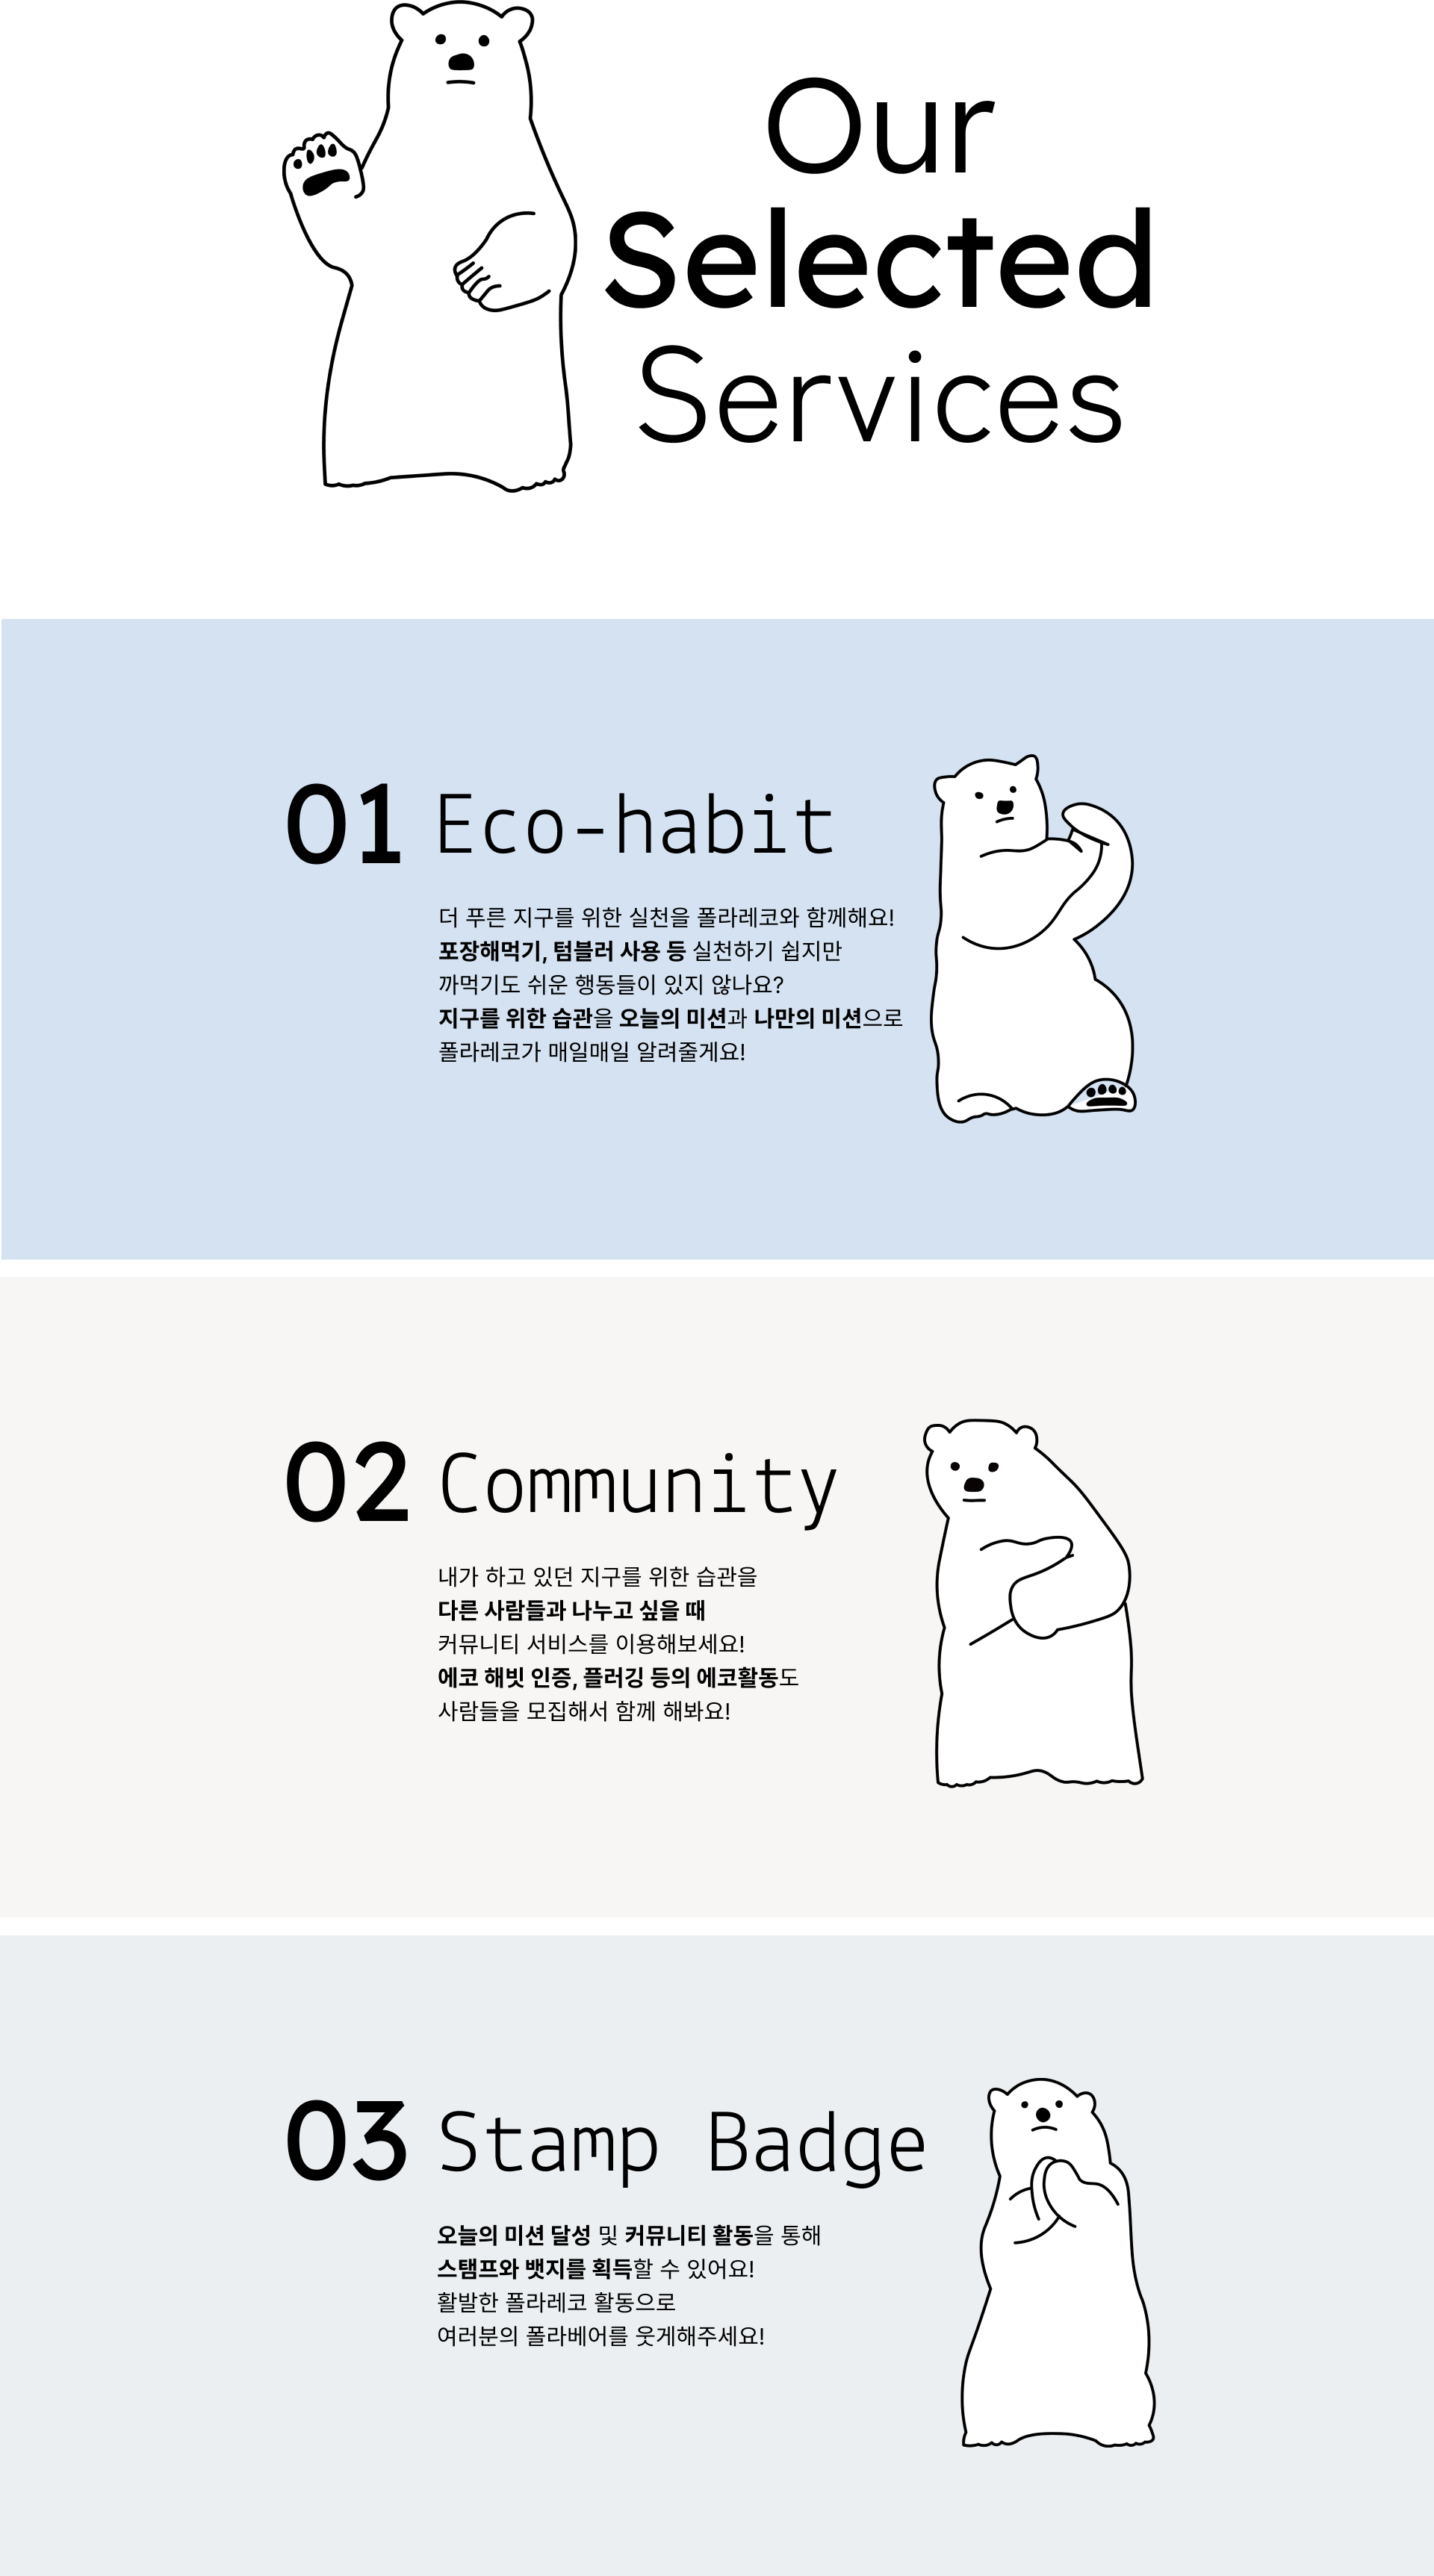 Our
Selected
Services
01 Eco-habit
더 푸른 지구를 위한 실천을 폴라레코와 함께해요!
포장해먹기, 텀블러 사용 등 실천하기 쉽지만
까먹기도 쉬운 행동들이 있지 않나요?
지구를 위한 습관을 오늘의 미션과 나만의 미션으로
폴라레코가 매일매일 알려줄게요!
02 Community
내가 하고 있던 지구를 위한 습관을
다른 사람들과 나누고 싶을 때
커뮤니티 서비스를 이용해보세요!
에코 해빗 인증, 플러깅 등의 에코활동도
사람들을 모집해서 함께 해봐요!
03 Stamp Badge
오늘의 미션 달성 및 커뮤니티 활동을 통해
스탬프와 뱃지를 획득할 수 있어요!
활발한 폴라레코 활동으로
여러분의 폴라베어를 웃게해주세요!